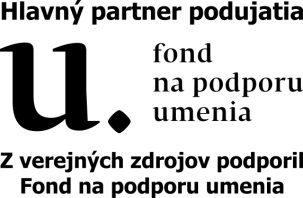 Hlavný partner podujatia
u.
fond
na podporu
umenia
Z verejných zdrojov podporil
Fond na podporu umenia